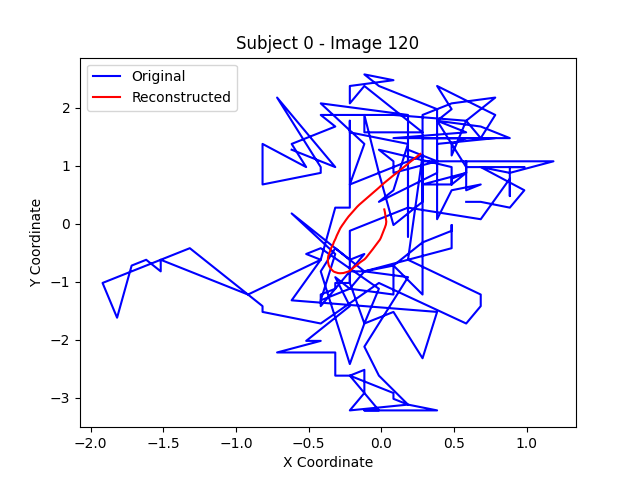 Subject 0 - Image 120
Original
Reconstructed
Y Coordinate
2
1
0
−1
−2
−3
−2.0 −1.5 −1.0 −0.5 0.0 0.5 1.0
X Coordinate